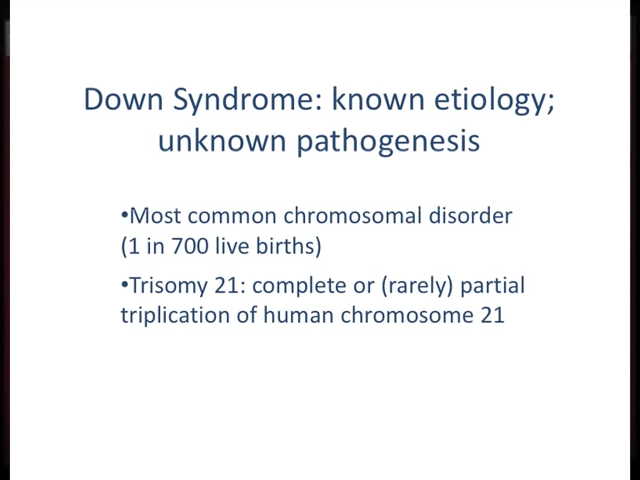 Down Syndrome: known etiology;
unknown pathogenesis
•Most common chromosomal disorder
(1 in 700 live births)
•Trisomy 21: complete or (rarely) partial
triplication of human chromosome 21